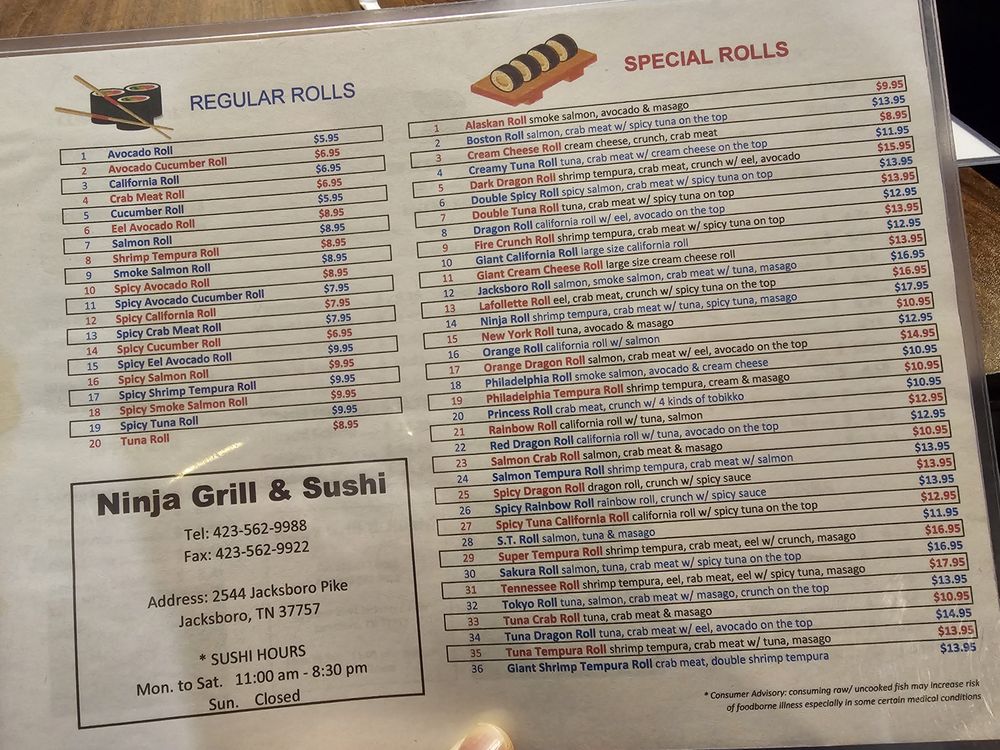 REGULAR ROLLS
1 Avocado Roll $5.95
2 Avocado Cucumber Roll $6.95
3 California Roll $6.95
4 Crab Meat Roll $6.95
5 Cucumber Roll $5.95
6 Eel Avocado Roll $8.95
7 Salmon Roll $8.95
8 Shrimp Tempura Roll $8.95
9 Smoke Salmon Roll $8.95
10 Spicy Avocado Roll $8.95
11 Spicy Avocado Cucumber Roll $7.95
12 Spicy California Roll $7.95
13 Spicy Crab Meat Roll $7.95
14 Spicy Cucumber Roll $6.95
15 Spicy Eel Avocado Roll $9.95
16 Spicy Salmon Roll $9.95
17 Spicy Shrimp Tempura Roll $9.95
18 Spicy Smoke Salmon Roll $9.95
19 Spicy Tuna Roll $9.95
20 Tuna Roll $8.95
Ninja Grill & Sushi
Tel: 423-562-9988
Fax: 423-562-9922
Address: 2544 Jacksboro Pike
Jacksboro, TN 37757
* SUSHI HOURS
Mon. to Sat. 11:00 am - 8:30 pm
Sun. Closed
SPECIAL ROLLS
1 Alaskan Roll smoke salmon, avocado & masago $9.95
2 Boston Roll salmon, crab meat w/ spicy tuna on the top $13.95
3 Cream Cheese Roll cream cheese, crunch, crab meat $8.95
4 Creamy Tuna Roll tuna, crab meat w/ cream cheese on the top $11.95
5 Dark Dragon Roll shrimp tempura, crab meat, crunch w/ eel, avocado $15.95
6 Double Spicy Roll spicy salmon, crab meat w/ spicy tuna on top $13.95
7 Double Tuna Roll tuna, crab meat w/ spicy tuna on top $13.95
8 Dragon Roll california roll w/ eel, avocado on the top $12.95
9 Fire Crunch Roll shrimp tempura, crab meat w/ spicy tuna on top $13.95
10 Giant California Roll large size california roll $12.95
11 Giant Cream Cheese Roll large size cream cheese roll $13.95
12 Jacksboro Roll salmon, smoke salmon, crab meat w/ tuna, masago $16.95
13 Lafollette Roll eel, crab meat, crunch w/ spicy tuna on the top $16.95
14 Ninja Roll shrimp tempura, crab meat w/ tuna, spicy tuna, masago $17.95
15 New York Roll tuna, avocado & masago $10.95
16 Orange Roll california roll w/ salmon $12.95
17 Orange Dragon Roll salmon, crab meat w/ eel, avocado on the top $14.95
18 Philadelphia Roll smoke salmon, avocado & cream cheese $10.95
19 Philadelphia Tempura Roll shrimp tempura, cream & masago $10.95
20 Princess Roll crab meat, crunch w/ 4 kinds of tobikko $10.95
21 Rainbow Roll california roll w/ tuna, salmon $12.95
22 Red Dragon Roll california roll w/ tuna, avocado on the top $12.95
23 Salmon Crab Roll salmon, crab meat & masago $10.95
24 Salmon Tempura Roll shrimp tempura, crab meat w/ salmon $13.95
25 Spicy Dragon Roll dragon roll, crunch w/ spicy sauce $13.95
26 Spicy Rainbow Roll rainbow roll, crunch w/ spicy sauce $13.95
27 Spicy Tuna California Roll california roll w/ spicy tuna on the top $12.95
28 S.T. Roll salmon, tuna & masago $11.95
29 Super Tempura Roll shrimp tempura, crab meat, eel w/ crunch, masago $16.95
30 Sakura Roll salmon, tuna, crab meat w/ spicy tuna on the top $16.95
31 Tennessee Roll shrimp tempura, eel, rab meat, eel w/ spicy tuna, masago $17.95
32 Tokyo Roll tuna, salmon, crab meat w/ masago, crunch on the top $13.95
33 Tuna Crab Roll tuna, crab meat & masago $10.95
34 Tuna Dragon Roll tuna, crab meat w/ eel, avocado on the top $14.95
35 Tuna Tempura Roll shrimp tempura, crab meat w/ tuna, masago $13.95
36 Giant Shrimp Tempura Roll crab meat, double shrimp tempura $13.95
* Consumer Advisory: consuming raw/ uncooked fish may increase risk
of foodborne illness especially in some certain medical conditions